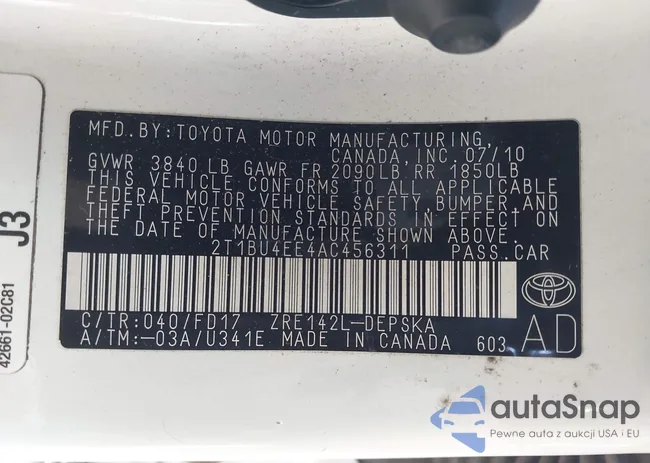 MFD.BY:TOYOTA MOTOR MANUFACTURING,
CANADA, INC. 07/10
GVWR 3840 LB GAWR FR 2090LB RR 1850LB
THIS VEHICLE CONFORMS TO ALL APPLICABLE
FEDERAL MOTOR VEHICLE SAFETY, BUMPER AND
THEFT PREVENTION STANDARDS IN EFFECT ON
THE DATE OF MANUFACTURE SHOWN ABOVE.
2T1BU4EE4AC456311 PASS.CAR
C/TR:040/FD17 ZRE142L-DEPSKA
A/TM:-03A/U341E MADE IN CANADA 603
AD
J3
42661-02C81
autaSnap
Pewne auta z aukcji USA i EU